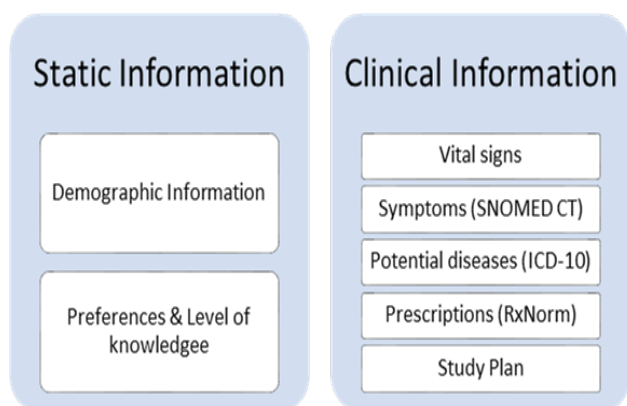 Static Information
Demographic Information
Preferences & Level of
knowledgee
Clinical Information
Vital signs
Symptoms (SNOMED CT)
Potential diseases (ICD-10)
Prescriptions (RxNorm)
Study Plan